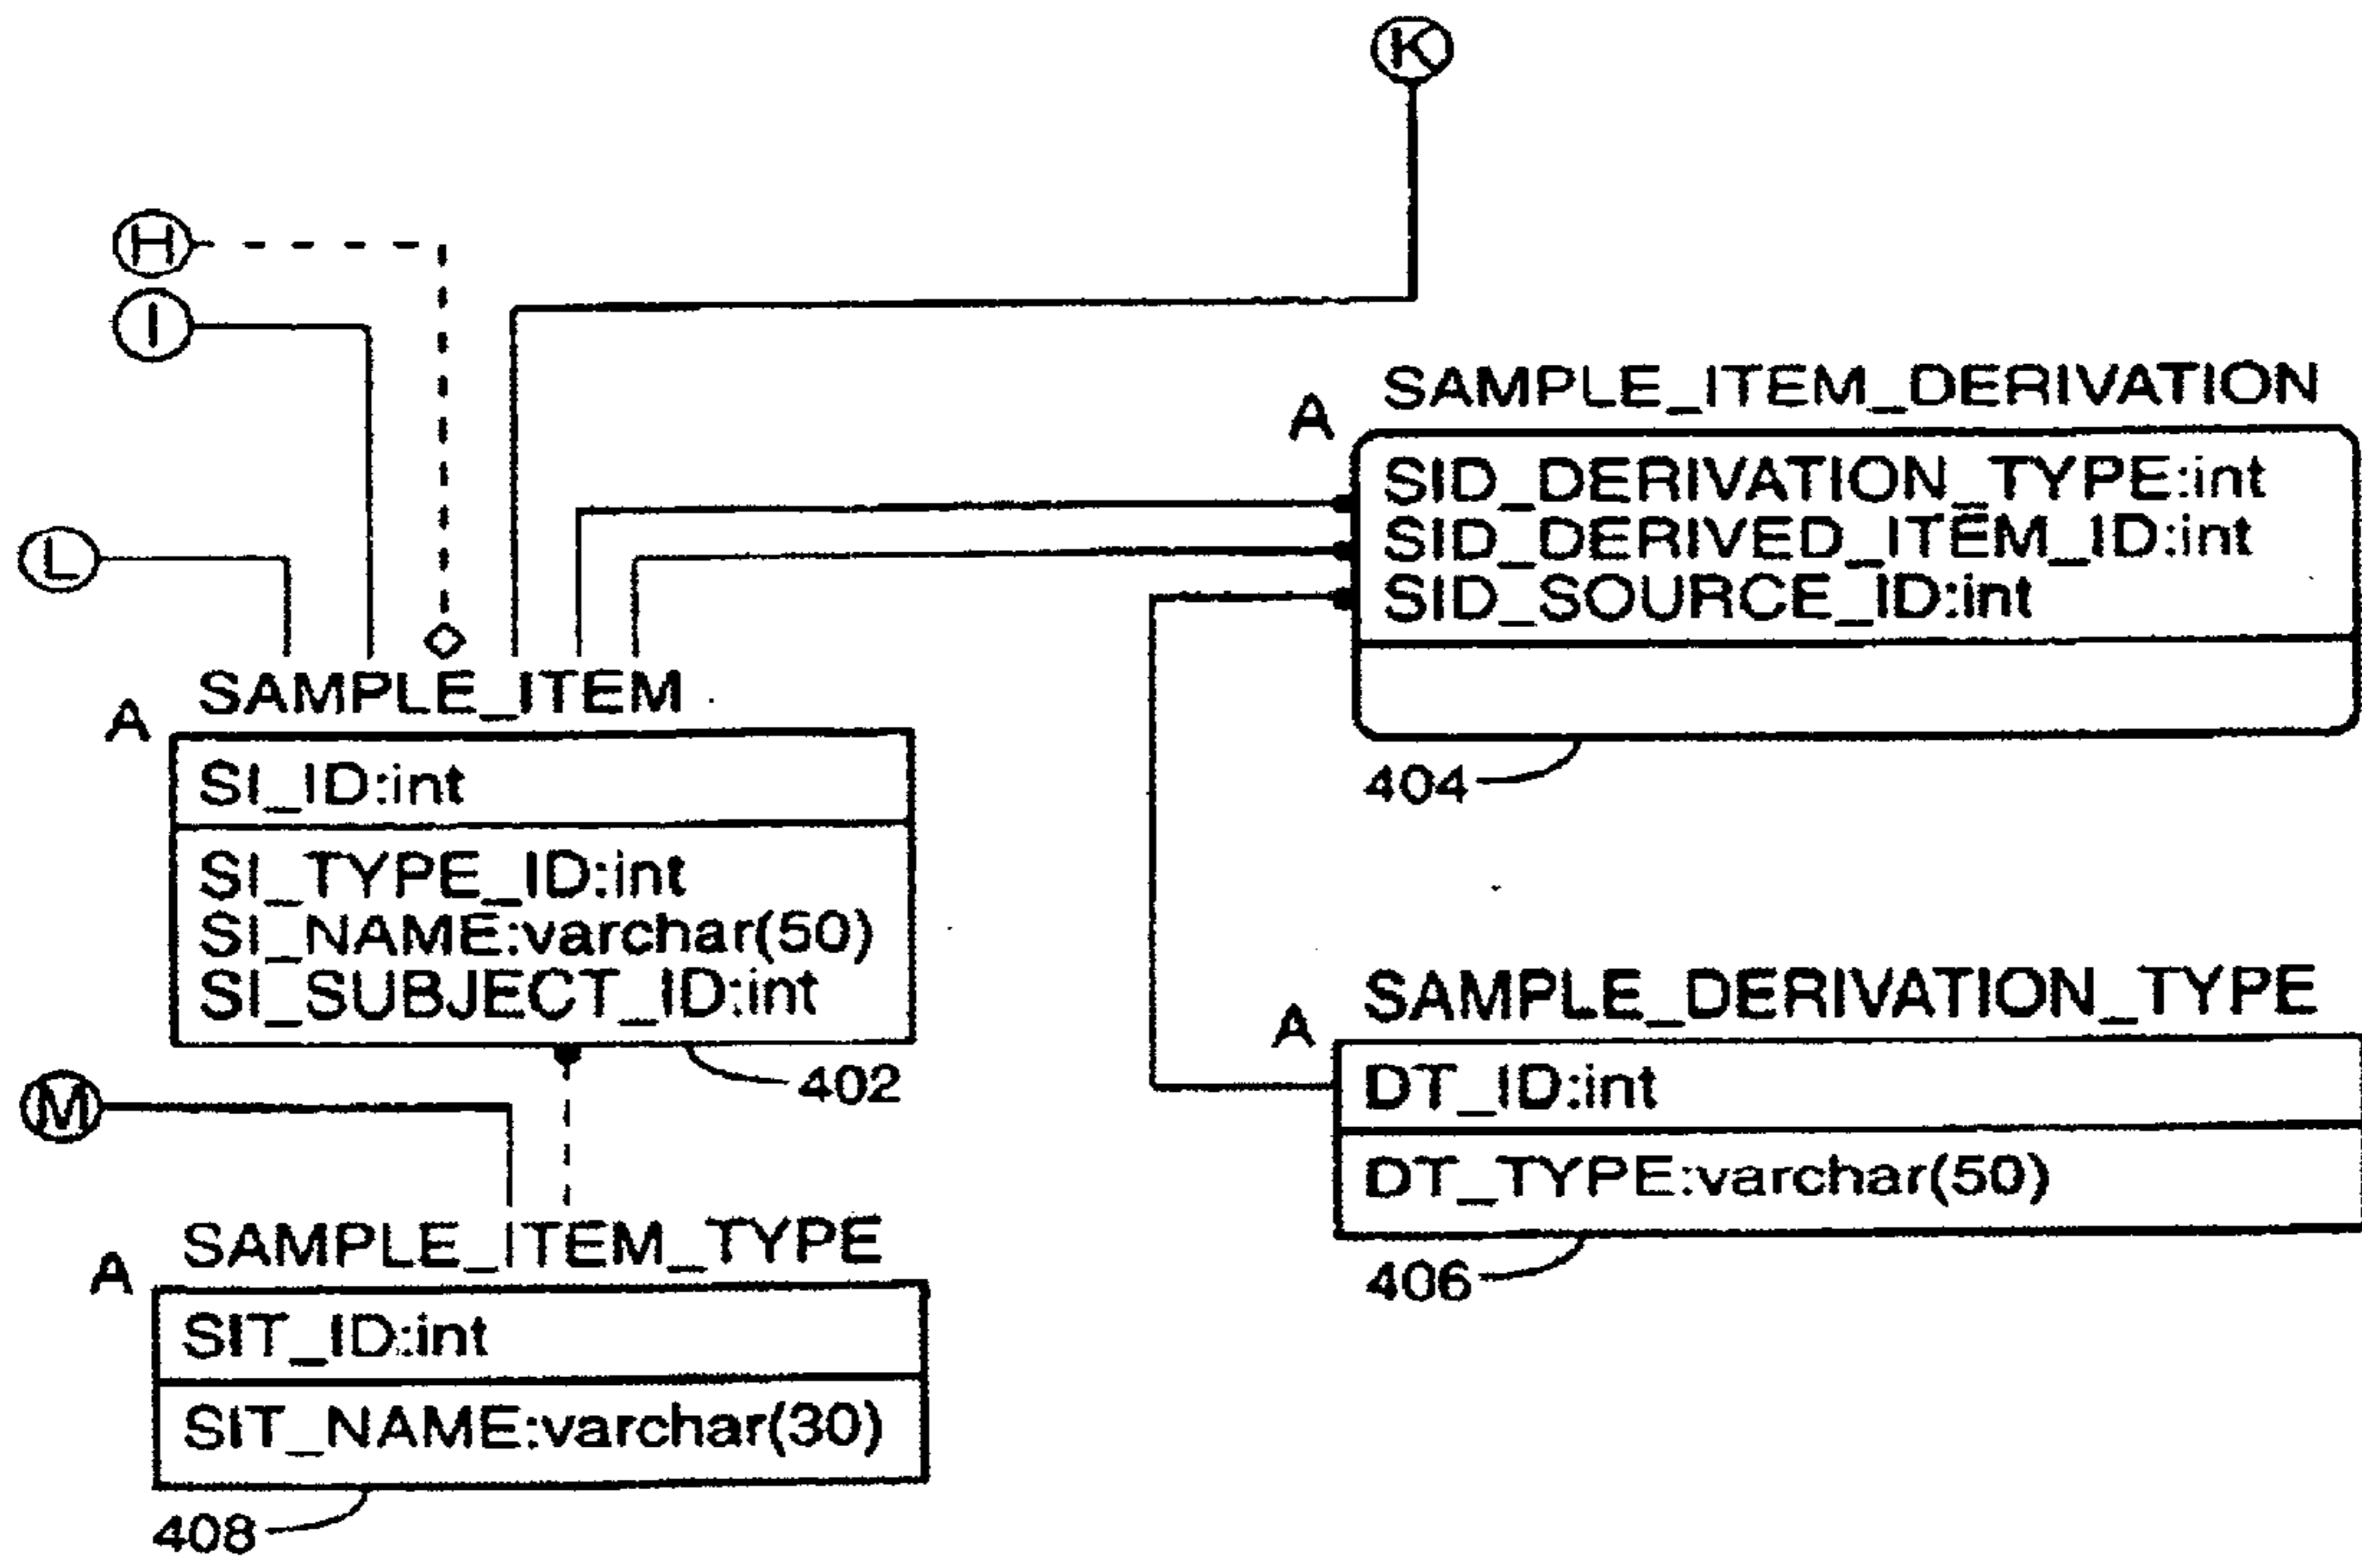 K
H
I
L
A SAMPLE_ITEM_DERIVATION
SID_DERIVATION_TYPE:int
SID_DERIVED_ITEM_ID:int
SID_SOURCE_ID:int
404
A SAMPLE_ITEM
SI_ID:int
SI_TYPE_ID:int
SI_NAME:varchar(50)
SI_SUBJECT_ID:int
402
A SAMPLE_DERIVATION_TYPE
DT_ID:int
DT_TYPE:varchar(50)
406
M
A SAMPLE_ITEM_TYPE
SIT_ID:int
SIT_NAME:varchar(30)
408